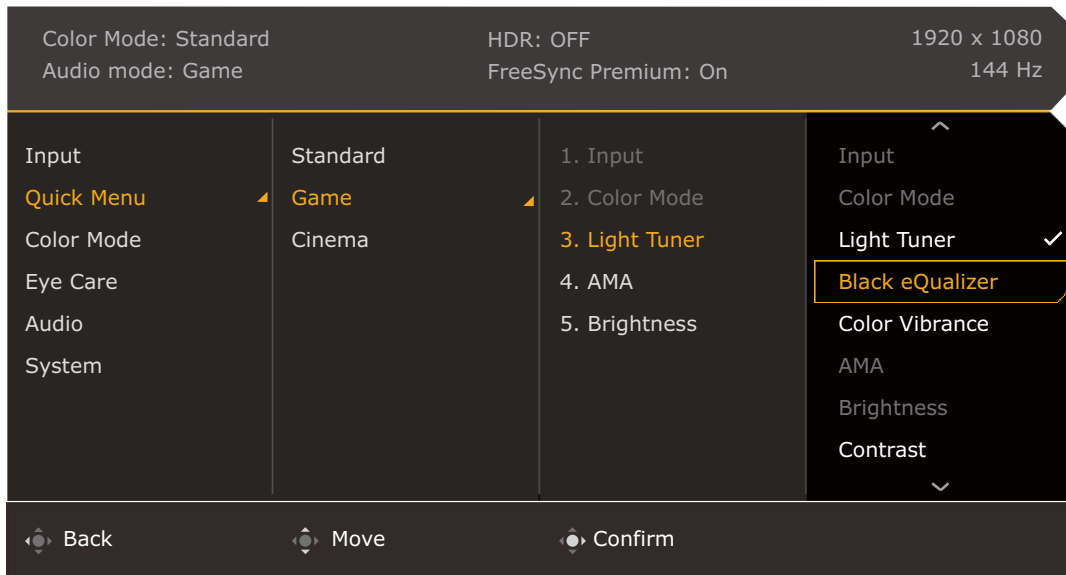 Color Mode: Standard
Audio mode: Game
HDR: OFF
FreeSync Premium: On
1920 x 1080
144 Hz
Input
Quick Menu
Color Mode
Eye Care
Audio
System
Standard
Game
Cinema
1. Input
2. Color Mode
3. Light Tuner
4. AMA
5. Brightness
Input
Color Mode
Light Tuner
Black eQualizer
Color Vibrance
AMA
Brightness
Contrast
Back
Move
Confirm